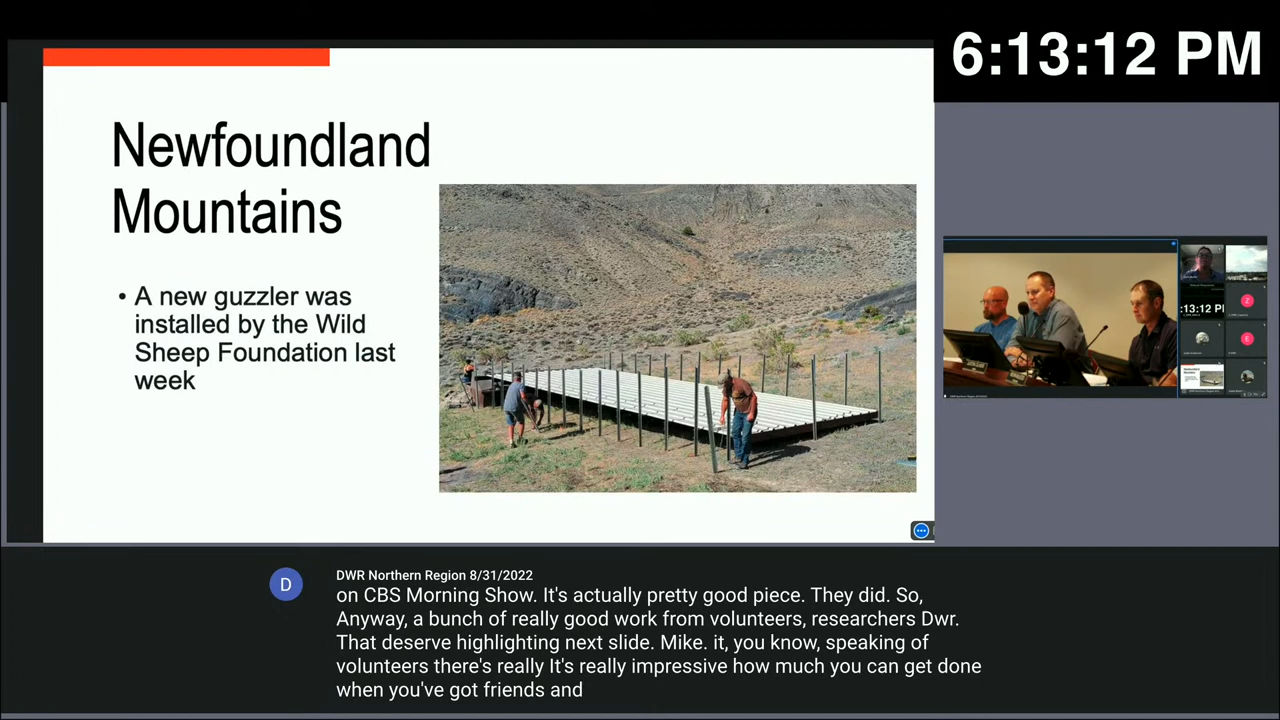 6:13:12 PM
Newfoundland
Mountains
• A new guzzler was
installed by the Wild
Sheep Foundation last
week
:13:12 PM
Z
E
D
DWR Northern Region 8/31/2022
on CBS Morning Show. It's actually pretty good piece. They did. So,
Anyway, a bunch of really good work from volunteers, researchers Dwr.
That deserve highlighting next slide. Mike. it, you know, speaking of
volunteers there's really It's really impressive how much you can get done
when you've got friends and